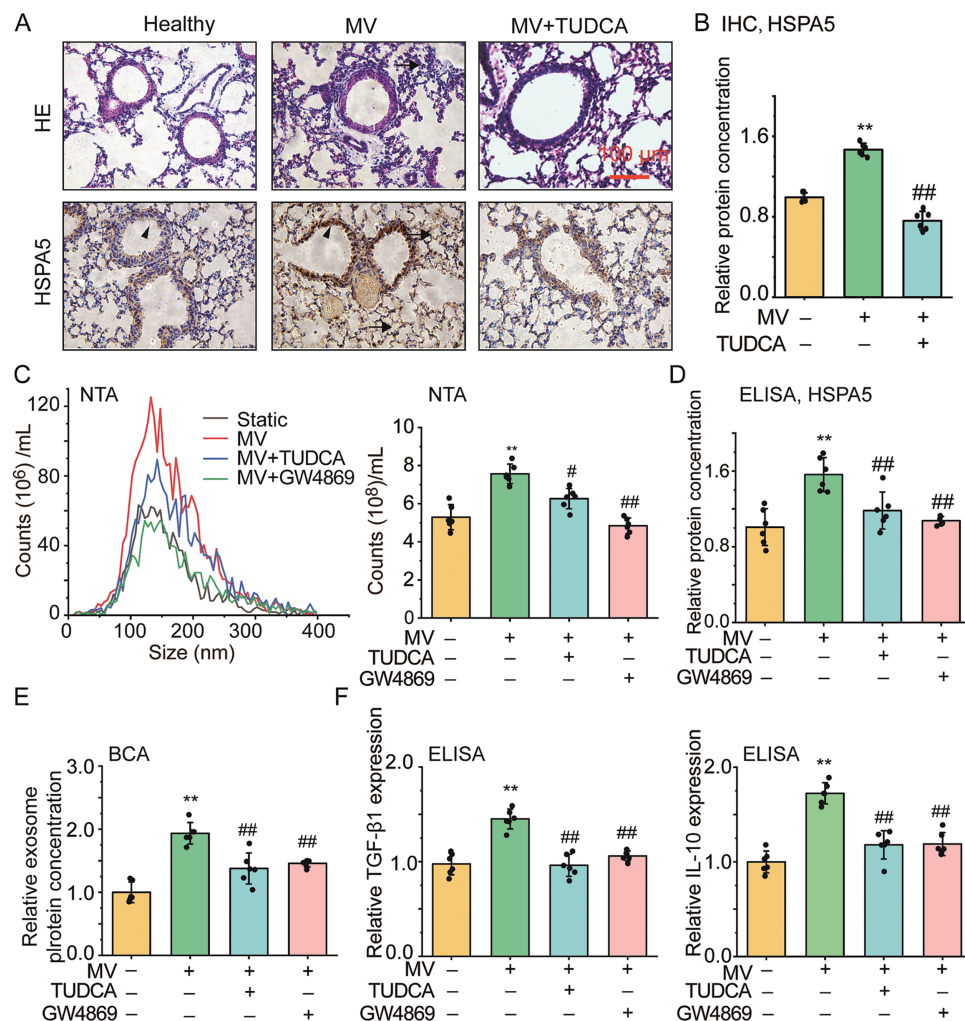 A
Healthy
MV
MV+TUDCA
HE
100 μm
HSPA5
B IHC, HSPA5
Relative protein concentration
1.6
**
##
0.8
0.0
MV – + +
TUDCA – – +
C
NTA
Counts (10⁶) /mL
120
80
40
0
Static
MV
MV+TUDCA
MV+GW4869
0 100 200 300 400
Size (nm)
NTA
Counts (10⁸)/mL
10
8
6
4
2
0
**
#
##
MV – + + +
TUDCA – – + –
GW4869 – – – +
D ELISA, HSPA5
Relative protein concentration
1.6
0.8
0.0
**
##
##
MV – + + +
TUDCA – – + –
GW4869 – – – +
E
BCA
Relative exosome
plrotein concentration
3.0
2.0
1.0
0.0
**
##
##
MV – + + +
TUDCA – – + –
GW4869 – – – +
F
ELISA
Relative TGF-β1 expression
2.0
1.0
0.0
**
##
##
MV – + + +
TUDCA – – + –
GW4869 – – – +
ELISA
Relative IL-10 expression
2.0
1.0
0.0
**
##
##
MV – + + +
TUDCA – – + –
GW4869 – – – +